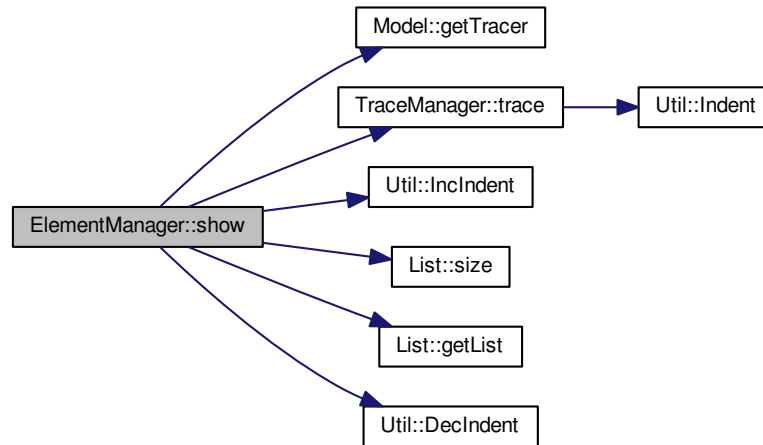 Model::getTracer
TraceManager::trace
Util::Indent
Util::IncIndent
ElementManager::show
List::size
List::getList
Util::DecIndent